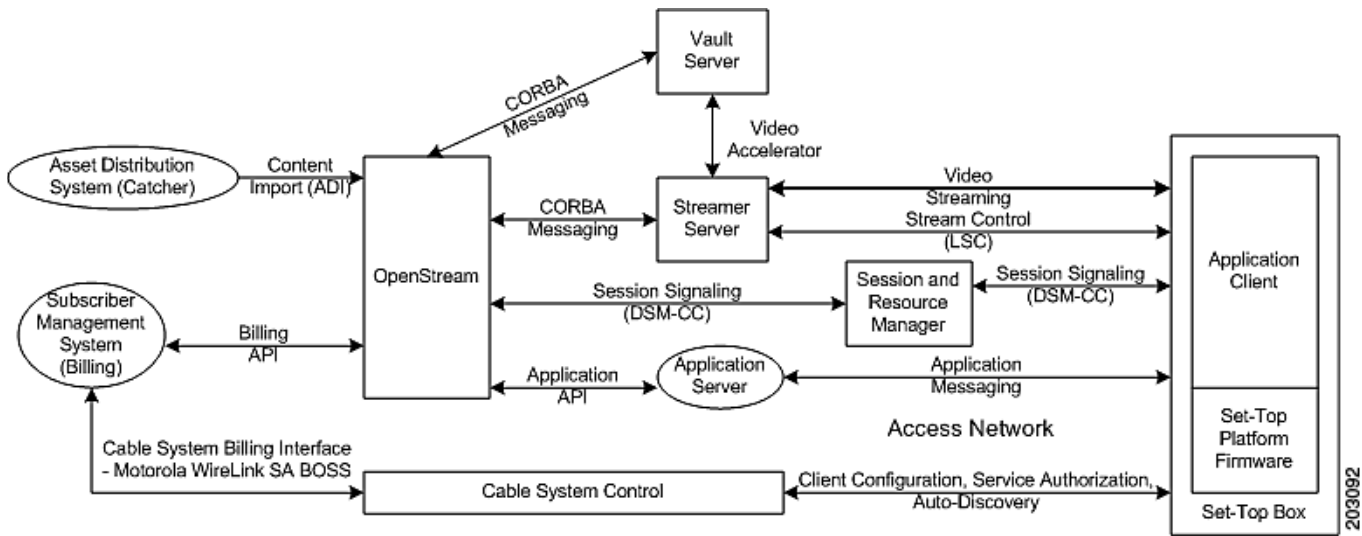 Vault
Server
CORBA
Messaging
Video
Accelerator
Asset Distribution
System (Catcher)
Content
Import (ADI)
OpenStream
CORBA
Messaging
Streamer
Server
Video
Streaming
Stream Control
(LSC)
Application
Client
Session Signaling
(DSM-CC)
Session and
Resource
Manager
Session Signaling
(DSM-CC)
Subscriber
Management
System
(Billing)
Billing
API
Application
API
Application
Server
Application
Messaging
Access Network
Set-Top
Platform
Firmware
Cable System Billing Interface
- Motorola WireLink SA BOSS
Cable System Control
Client Configuration, Service Authorization,
Auto-Discovery
Set-Top Box
203092